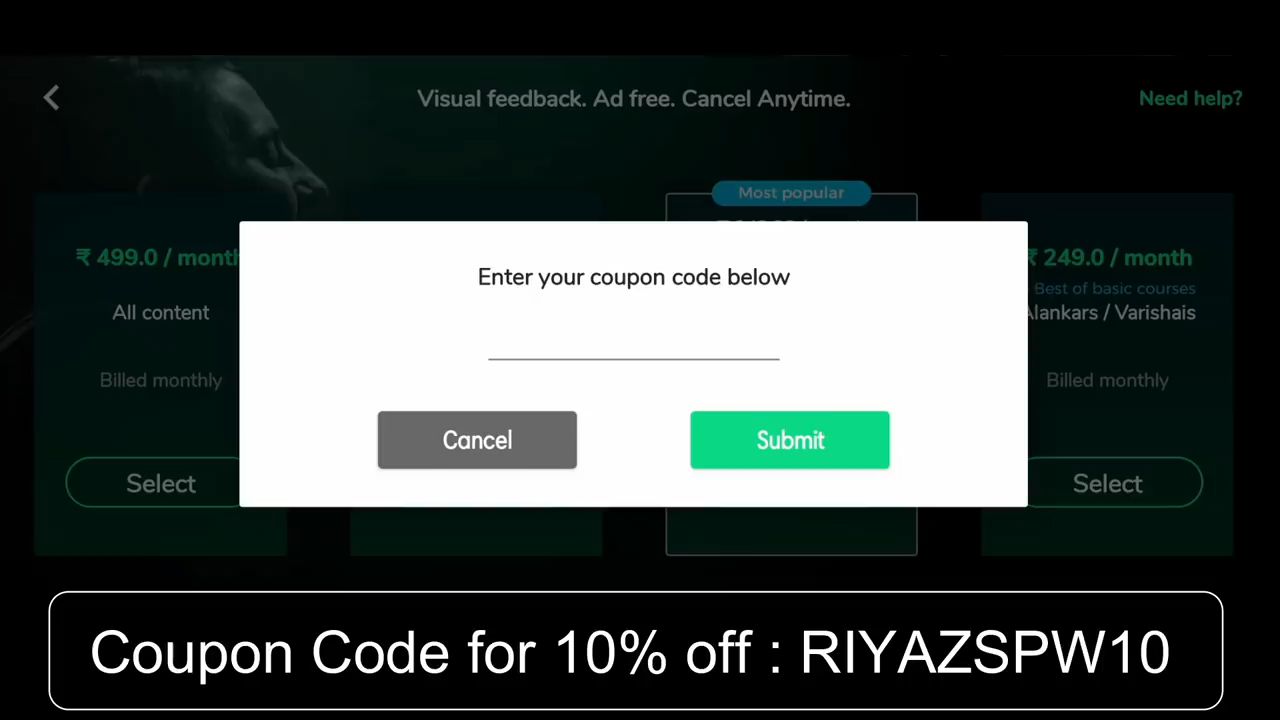 Visual feedback. Ad free. Cancel Anytime.
Need help?
Most popular
₹ 499.0 / month
₹ 249.0 / month
Best of basic courses
All content
Alankars / Varishais
Billed monthly
Billed monthly
Select
Select
Enter your coupon code below
Cancel
Submit
Coupon Code for 10% off : RIYAZSPW10